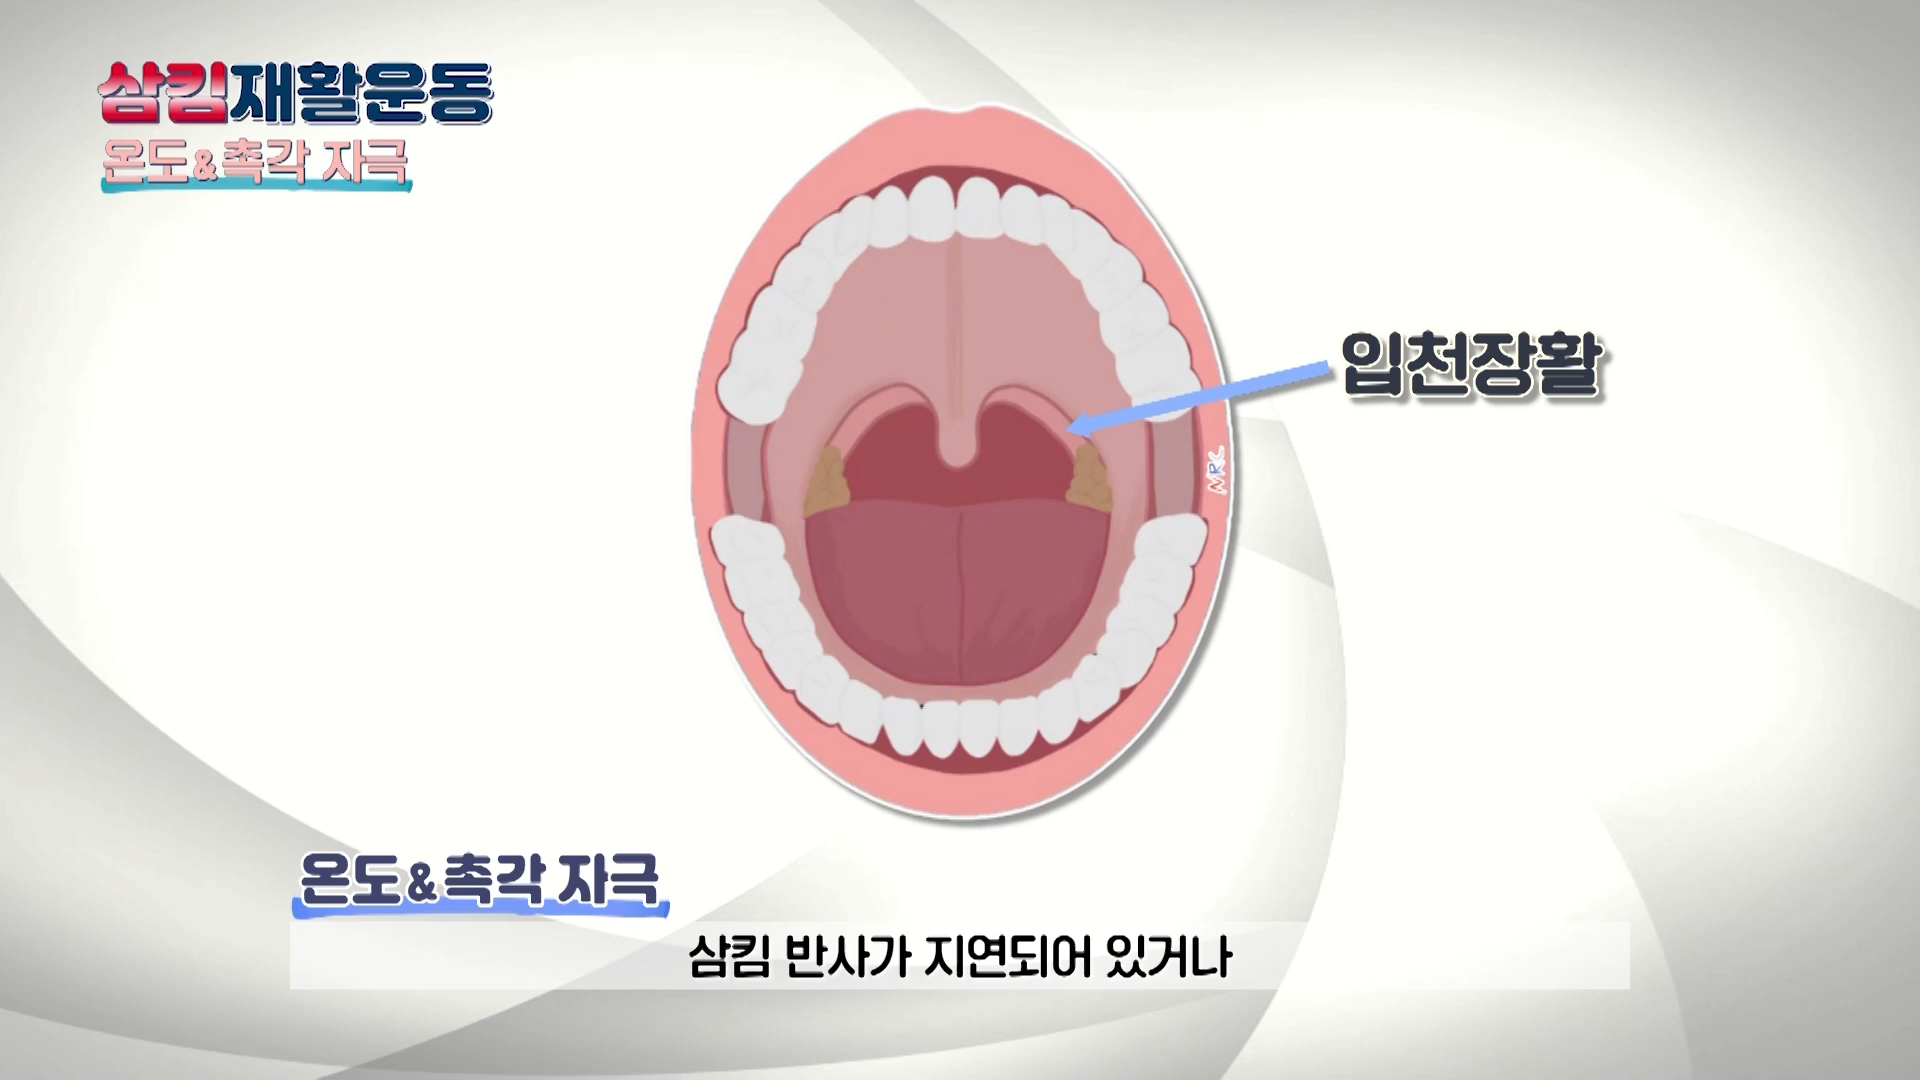 삼킴재활운동
온도&촉각 자극
입천장활
NRC
온도&촉각 자극
삼킴 반사가 지연되어 있거나